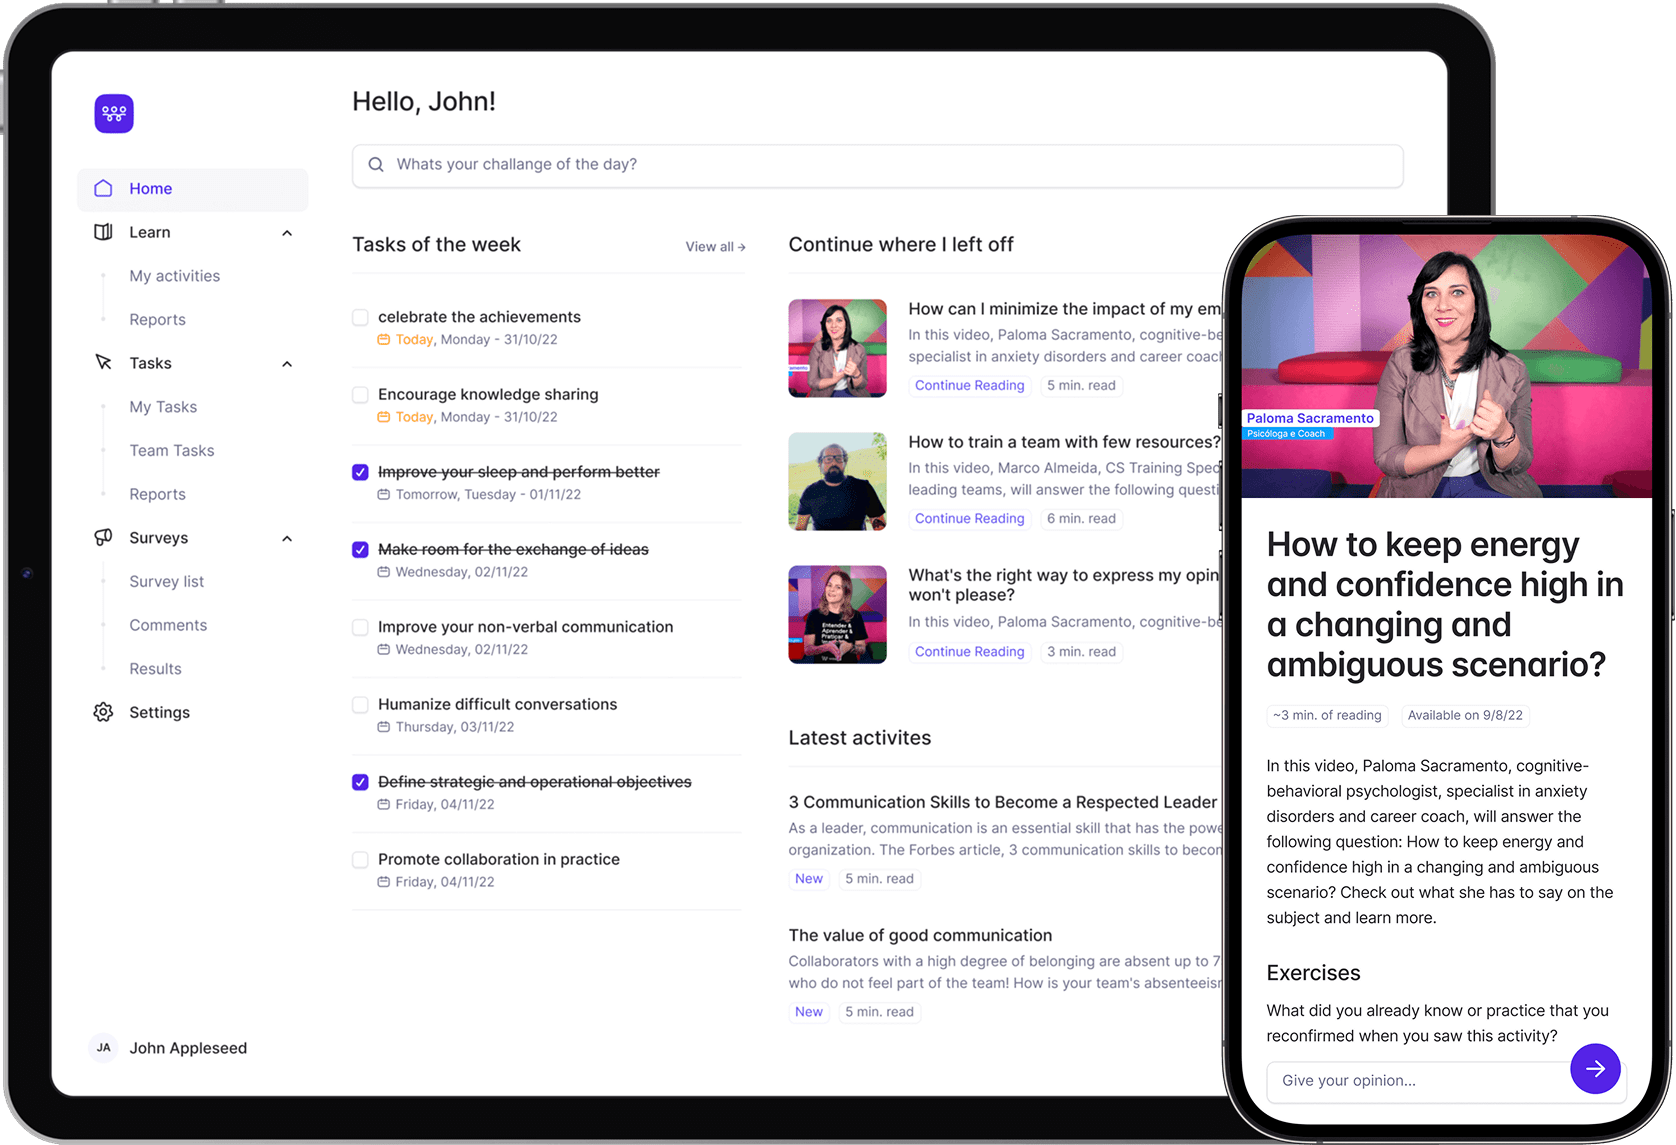 Hello, John!
Whats your challange of the day?
Home
Learn
My activities
Reports
Tasks
My Tasks
Team Tasks
Reports
Surveys
Survey list
Comments
Results
Settings
JA
John Appleseed
Tasks of the week
View all →
celebrate the achievements
Today, Monday - 31/10/22
Encourage knowledge sharing
Today, Monday - 31/10/22
Improve your sleep and perform better
Tomorrow, Tuesday - 01/11/22
Make room for the exchange of ideas
Wednesday, 02/11/22
Improve your non-verbal communication
Wednesday, 02/11/22
Humanize difficult conversations
Thursday, 03/11/22
Define strategic and operational objectives
Friday, 04/11/22
Promote collaboration in practice
Friday, 04/11/22
Continue where I left off
How can I minimize the impact of my em
In this video, Paloma Sacramento, cognitive-be
specialist in anxiety disorders and career coac
Continue Reading
5 min. read
How to train a team with few resources?
In this video, Marco Almeida, CS Training Spec
leading teams, will answer the following questi
Continue Reading
6 min. read
Entender &
Aprender &
Praticar &
What's the right way to express my opin
won't please?
In this video, Paloma Sacramento, cognitive-be
Continue Reading
3 min. read
Latest activites
3 Communication Skills to Become a Respected Leader
As a leader, communication is an essential skill that has the powe
organization. The Forbes article, 3 communication skills to becom
New
5 min. read
The value of good communication
Collaborators with a high degree of belonging are absent up to 7
who do not feel part of the team! How is your team's absenteeism
New
5 min. read
Paloma Sacramento
Psicóloga e Coach
How to keep energy
and confidence high in
a changing and
ambiguous scenario?
~3 min. of reading
Available on 9/8/22
In this video, Paloma Sacramento, cognitive-
behavioral psychologist, specialist in anxiety
disorders and career coach, will answer the
following question: How to keep energy and
confidence high in a changing and ambiguous
scenario? Check out what she has to say on the
subject and learn more.
Exercises
What did you already know or practice that you
reconfirmed when you saw this activity?
Give your opinion...